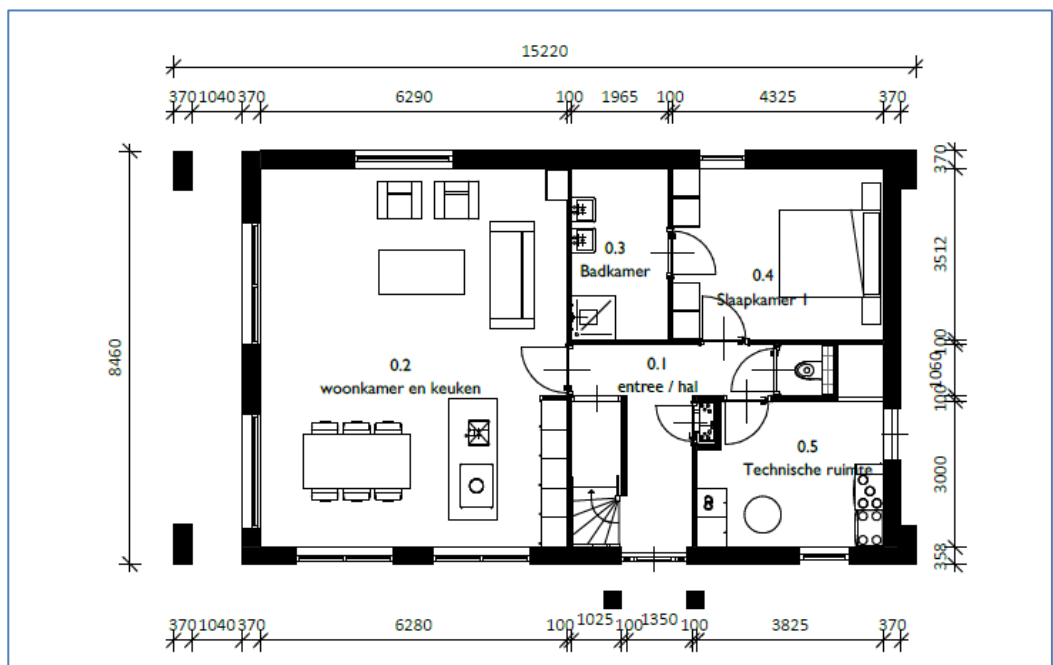 15220
370 1040 370 6290 100 1965 100 4325 370
8460
370
3512
100
1060
100
3000
358
0.3
Badkamer
0.4
Slaapkamer 1
0.2
woonkamer en keuken
0.1
entree / hal
0.5
Technische ruimte
370 1040 370 6280 100 1025 100 1350 100 3825 370